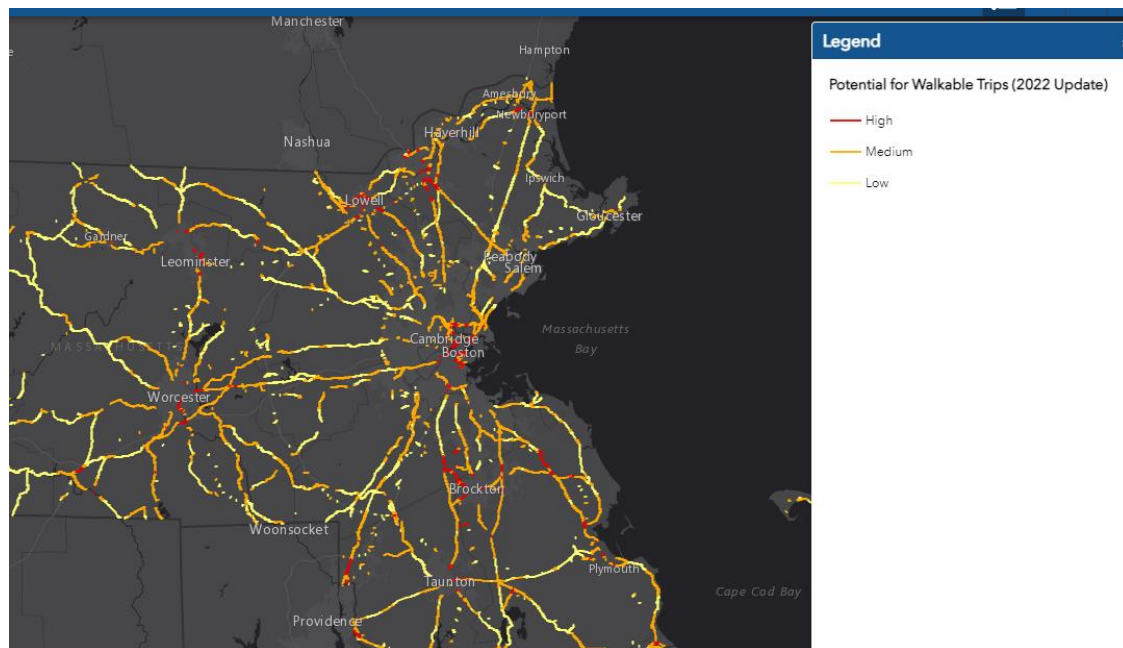 Manchester
Legend
Hampton
Potential for Walkable Trips (2022 Update)
Amesbury
Newburyport
High
Haverhill
Nashua
Medium
Ipswich
Low
Lowell
Gloucester
Gardner
Peabody
Leominster
Salem
Massachusetts
Bay
Cambridge
MASSACHUSETTS
Boston
Worcester
Brockton
Woonsocket
Plymouth
Taunton
Cape Cod Bay
Providence